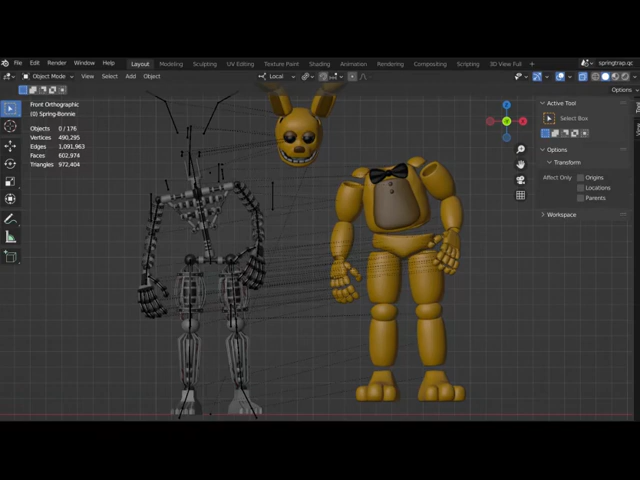 File Edit Render Window Help Layout Modeling Sculpting UV Editing Texture Paint Shading Animation Rendering Compositing Scripting 3D View Full + springtrap.qc
Object Mode View Select Add Object Local
Options
Front Orthographic
(0) Spring-Bonnie
Objects 0 / 176
Vertices 490,295
Edges 1,091,963
Faces 602,974
Triangles 972,404
Z
Y
X
Active Tool
Select Box
Options
Transform
Affect Only Origins
Locations
Parents
Workspace